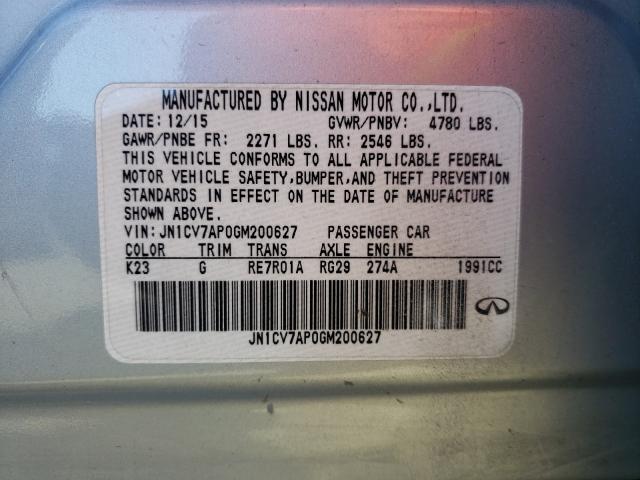 MANUFACTURED BY NISSAN MOTOR CO.,LTD.
DATE: 12/15 GVWR/PNBV: 4780 LBS.
GAWR/PNBE FR: 2271 LBS. RR: 2546 LBS.
THIS VEHICLE CONFORMS TO ALL APPLICABLE FEDERAL
MOTOR VEHICLE SAFETY,BUMPER,AND THEFT PREVENTION
STANDARDS IN EFFECT ON THE DATE OF MANUFACTURE
SHOWN ABOVE.
VIN:JN1CV7AP0GM200627 PASSENGER CAR
COLOR TRIM TRANS AXLE ENGINE
K23 G RE7R01A RG29 274A 1991CC
JN1CV7AP0GM200627